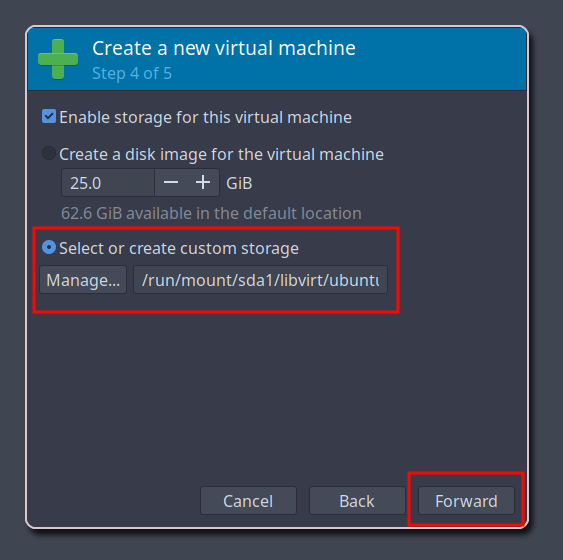 Create a new virtual machine
Step 4 of 5
Enable storage for this virtual machine
Create a disk image for the virtual machine
25.0 — + GiB
62.6 GiB available in the default location
Select or create custom storage
Manage... /run/mount/sda1/libvirt/ubuntu
Cancel Back Forward